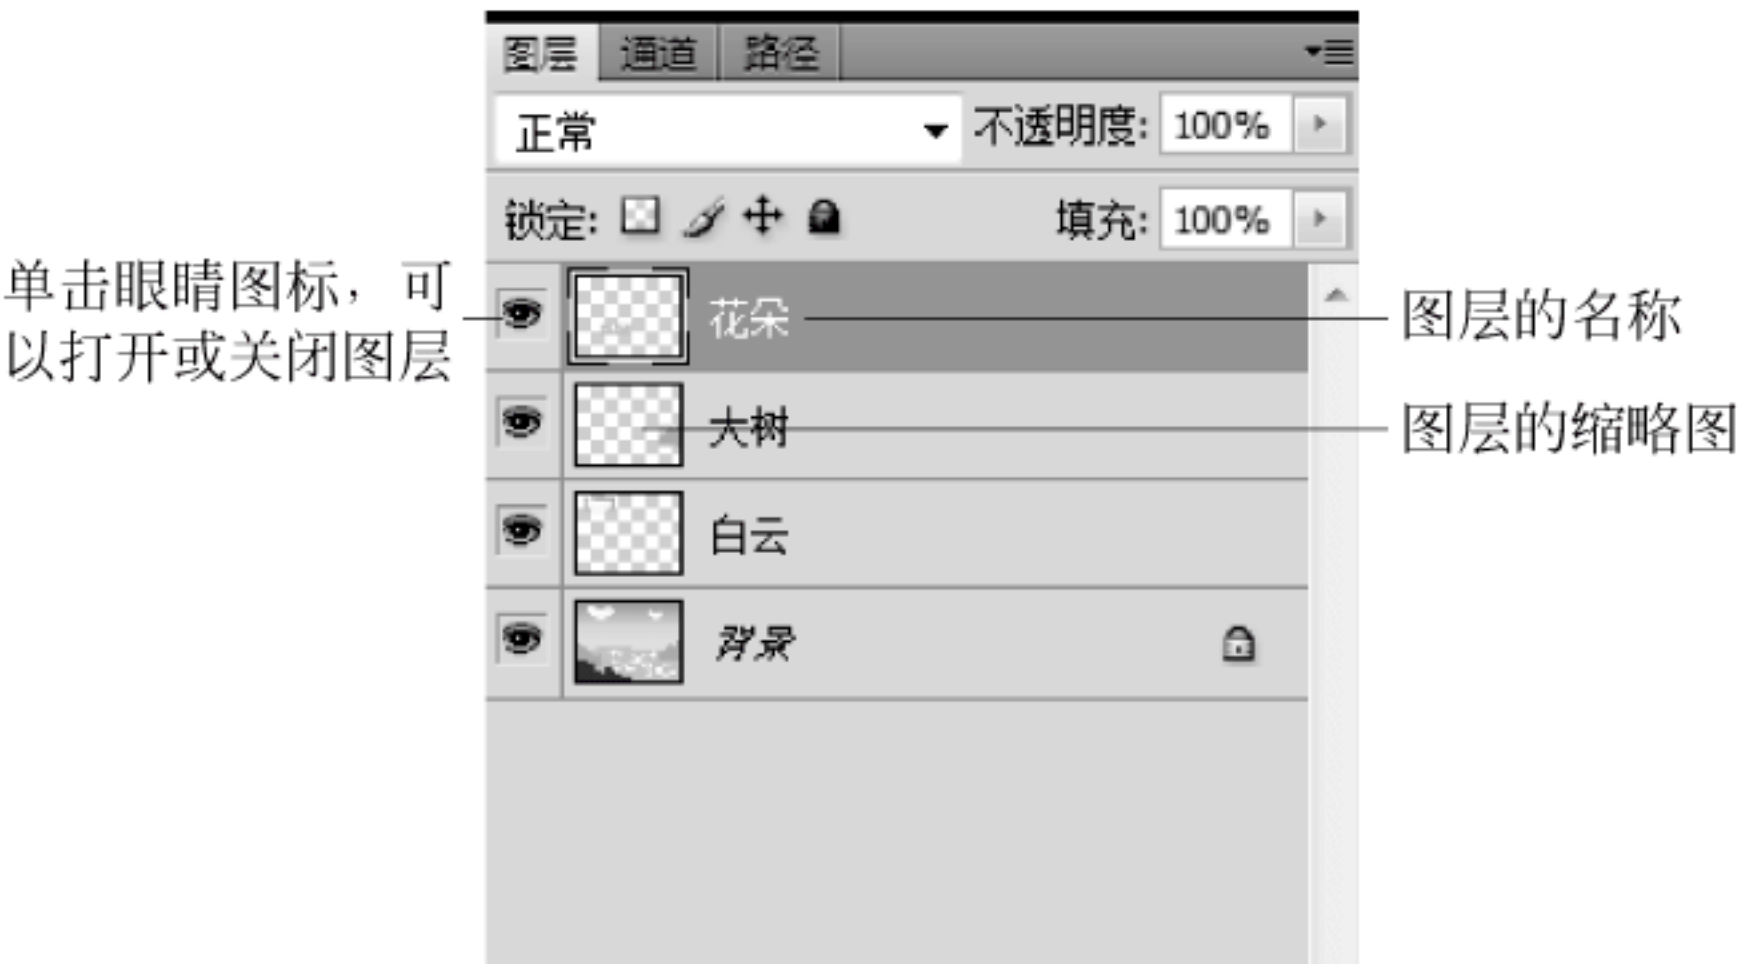 图层 通道 路径
正常 不透明度: 100%
锁定: 填充: 100%
单击眼睛图标，可
以打开或关闭图层
花朵
图层的名称
大树
图层的缩略图
白云
背景